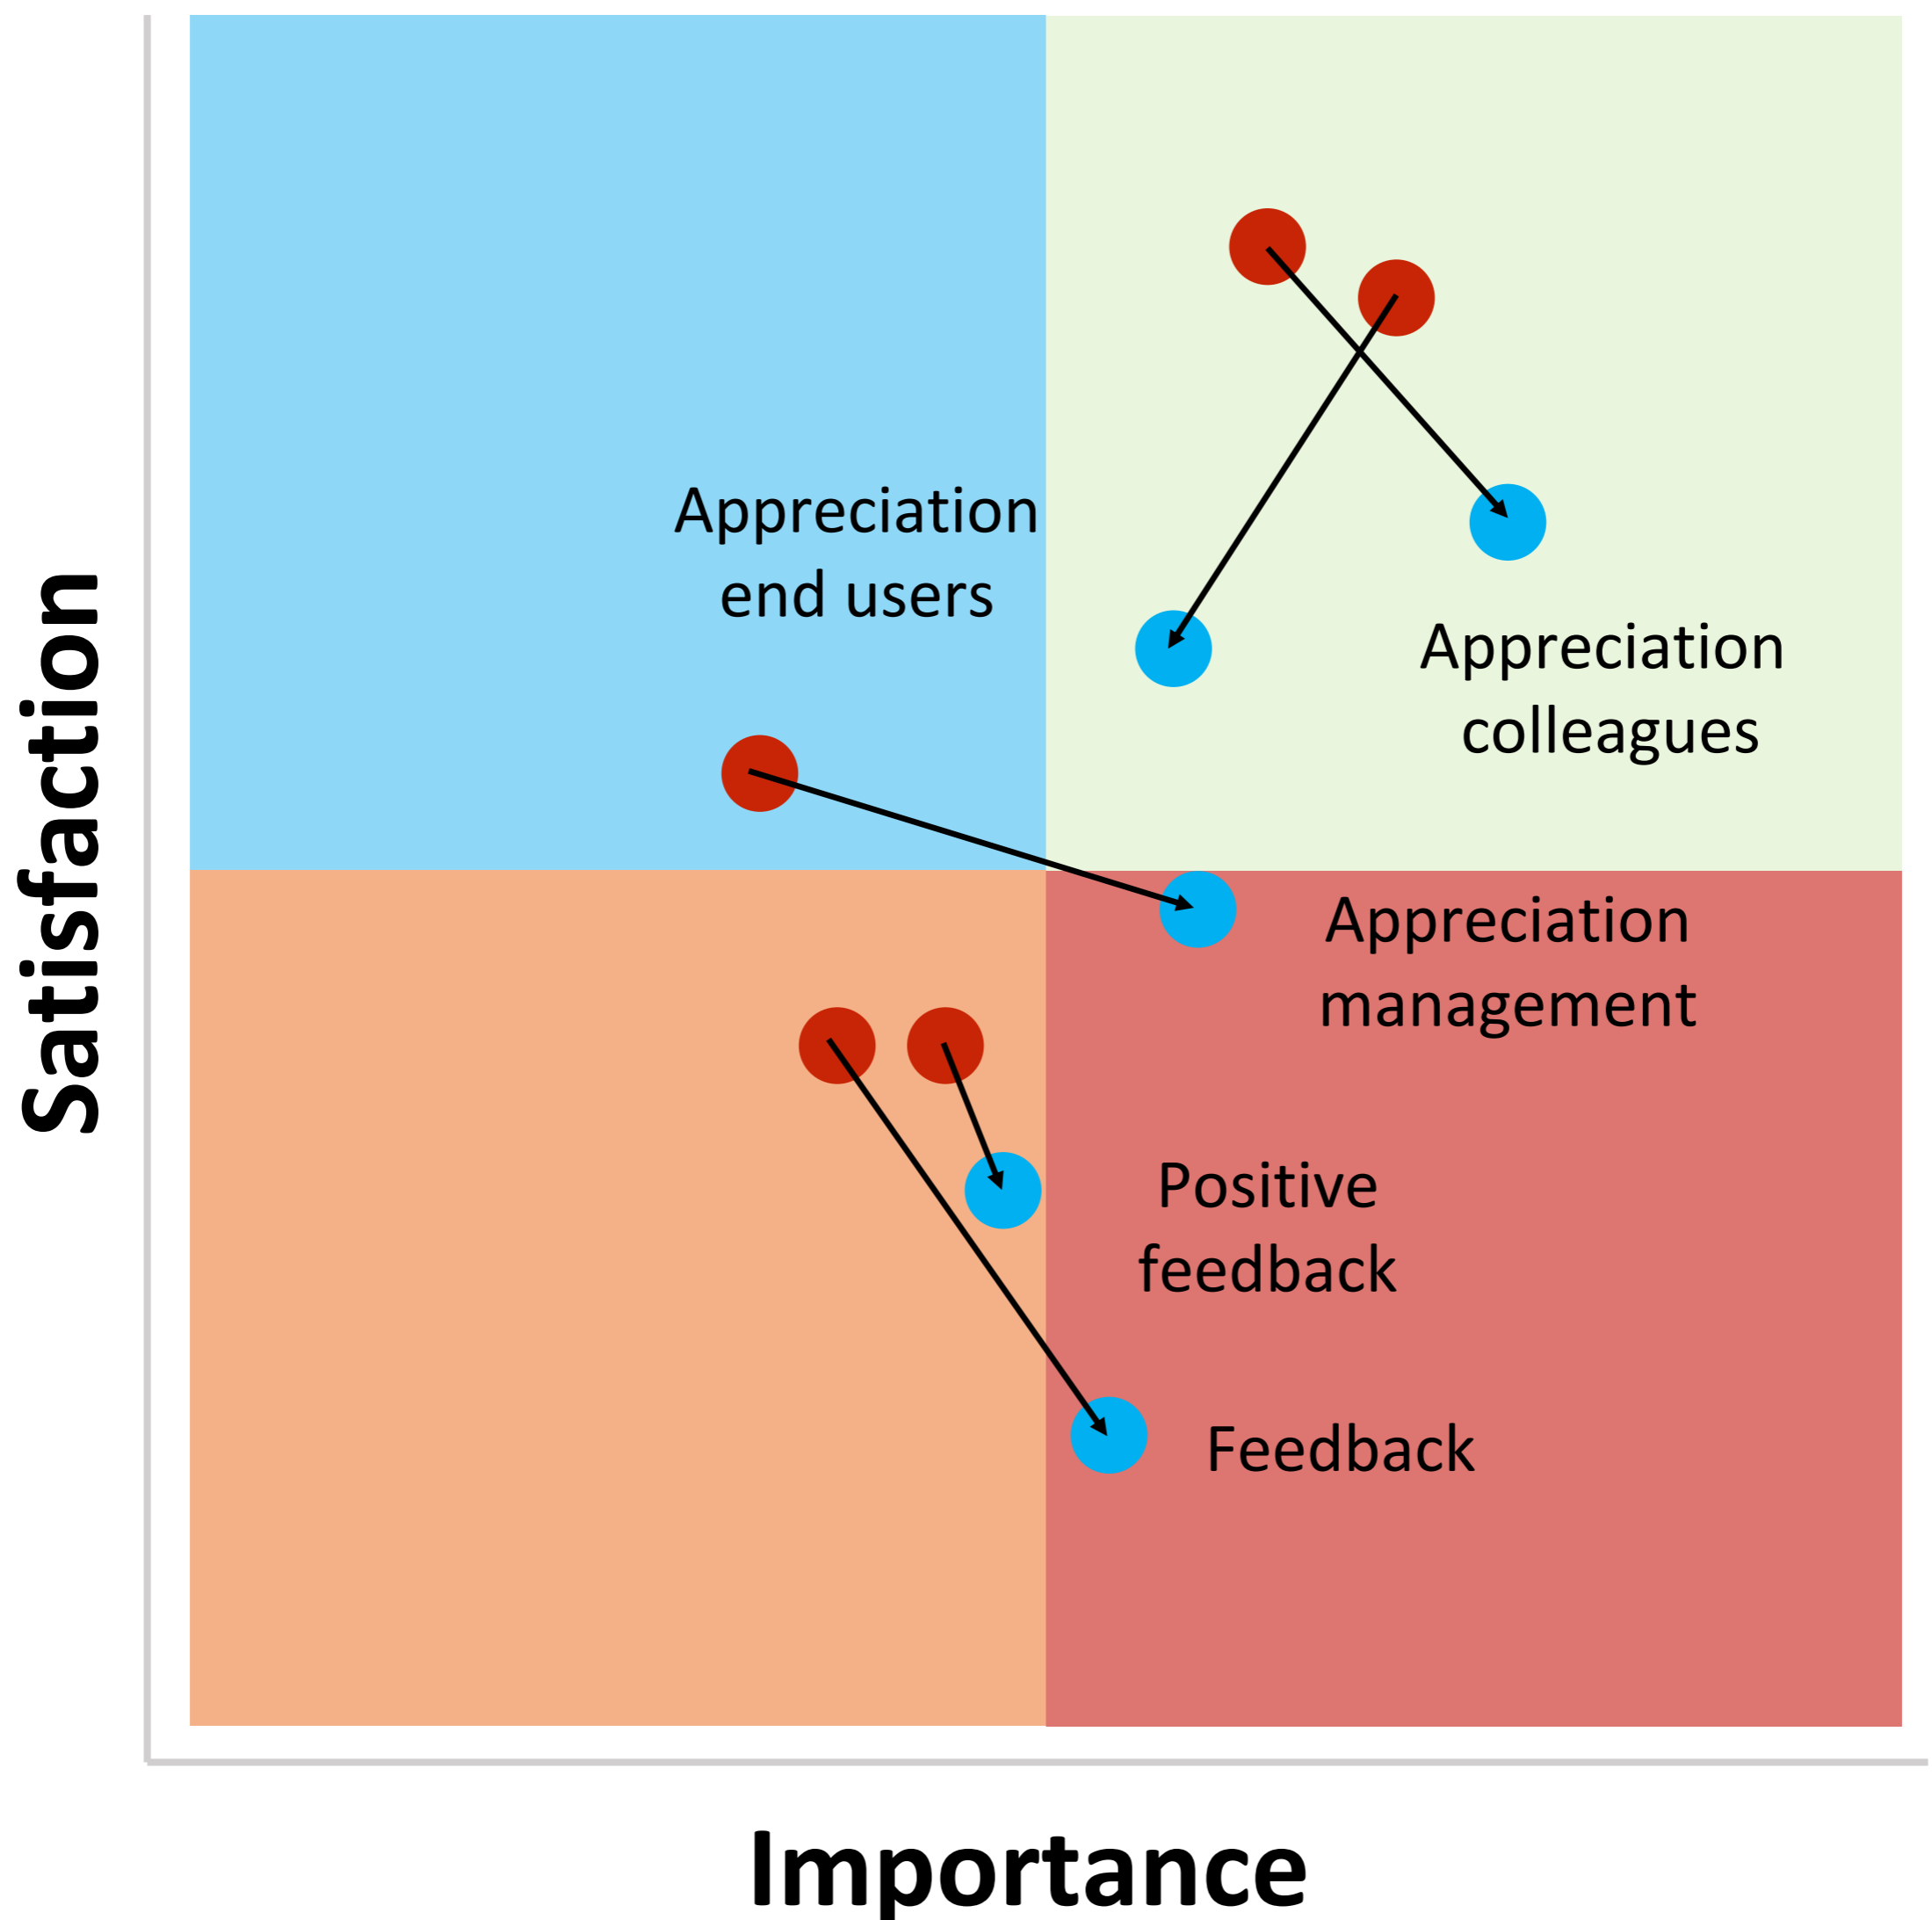 Satisfaction
Appreciation
end users
Appreciation
colleagues
Appreciation
management
Positive
feedback
Feedback
Importance